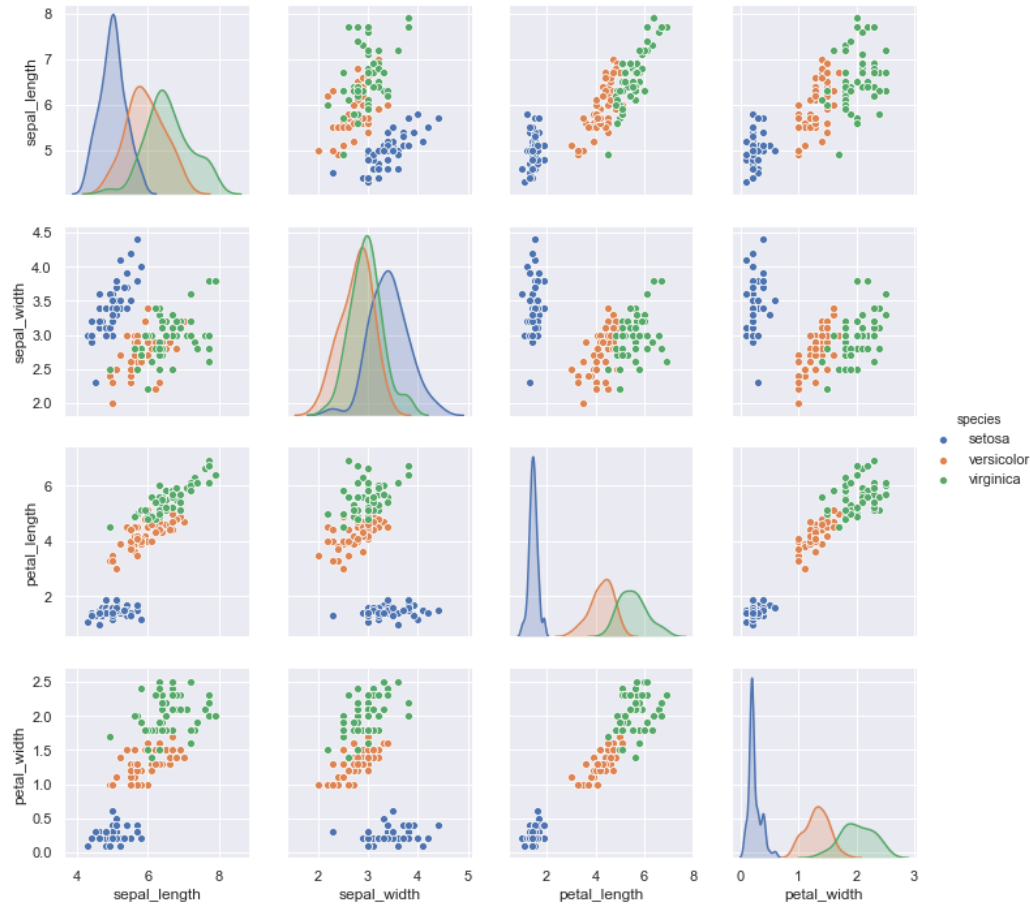 8
7
6
5
sepal_length
4.5
4.0
3.5
3.0
2.5
2.0
sepal_width
species
setosa
versicolor
virginica
6
4
2
petal_length
2.5
2.0
1.5
1.0
0.5
0.0
petal_width
4 6 8 2 3 4 5 2 4 6 8 0 1 2 3
sepal_length sepal_width petal_length petal_width